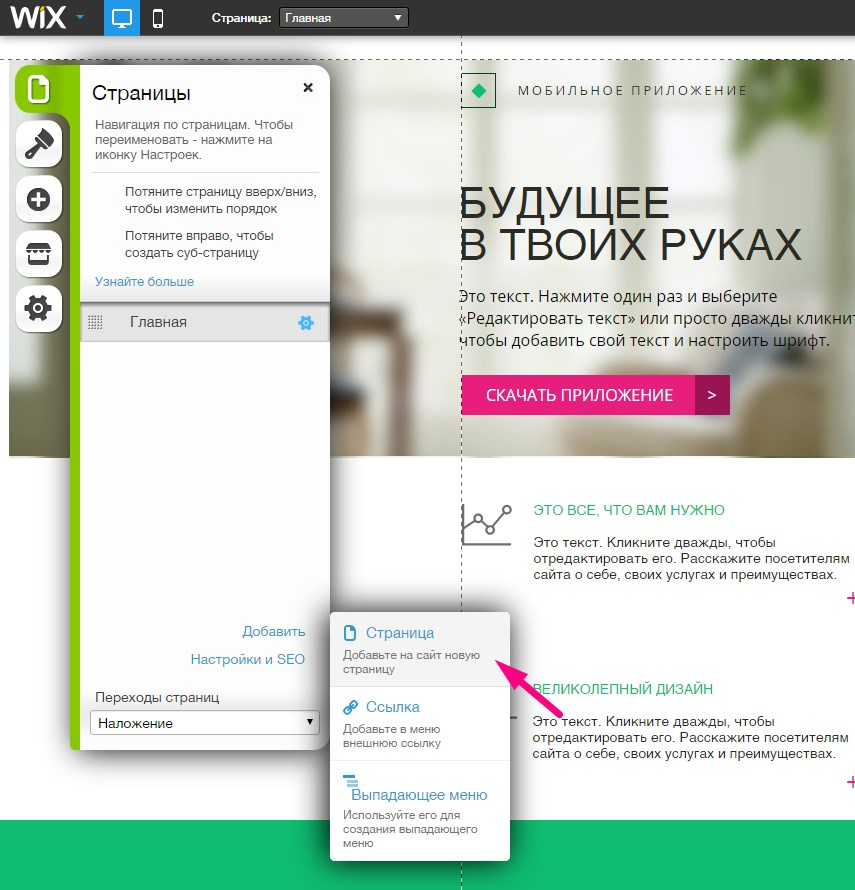 WiX
Страница:
Главная
Страницы
Навигация по страницам. Чтобы
переименовать - нажмите на
иконку Настроек.
Потяните страницу вверх/вниз,
чтобы изменить порядок
Потяните вправо, чтобы
создать суб-страницу
Узнайте больше
Главная
Добавить
Настройки и SEO
Переходы страниц
Наложение
Страница
Добавьте на сайт новую
страницу
Ссылка
Добавьте в меню
внешнюю ссылку
Выпадающее меню
Используйте его для
создания выпадающего
меню
МОБИЛЬНОЕ ПРИЛОЖЕНИЕ
БУДУЩЕЕ
В ТВОИХ РУКАХ
Это текст. Нажмите один раз и выберите
«Редактировать текст» или просто дважды кликнит
чтобы добавить свой текст и настроить шрифт.
СКАЧАТЬ ПРИЛОЖЕНИЕ >
ЭТО ВСЕ, ЧТО ВАМ НУЖНО
Это текст. Кликните дважды, чтобы
отредактировать его. Расскажите посетителям
сайта о себе, своих услугах и преимуществах.
ВЕЛИКОЛЕПНЫЙ ДИЗАЙН
Это текст. Кликните дважды, чтобы
отредактировать его. Расскажите посетителям
сайта о себе, своих услугах и преимуществах.